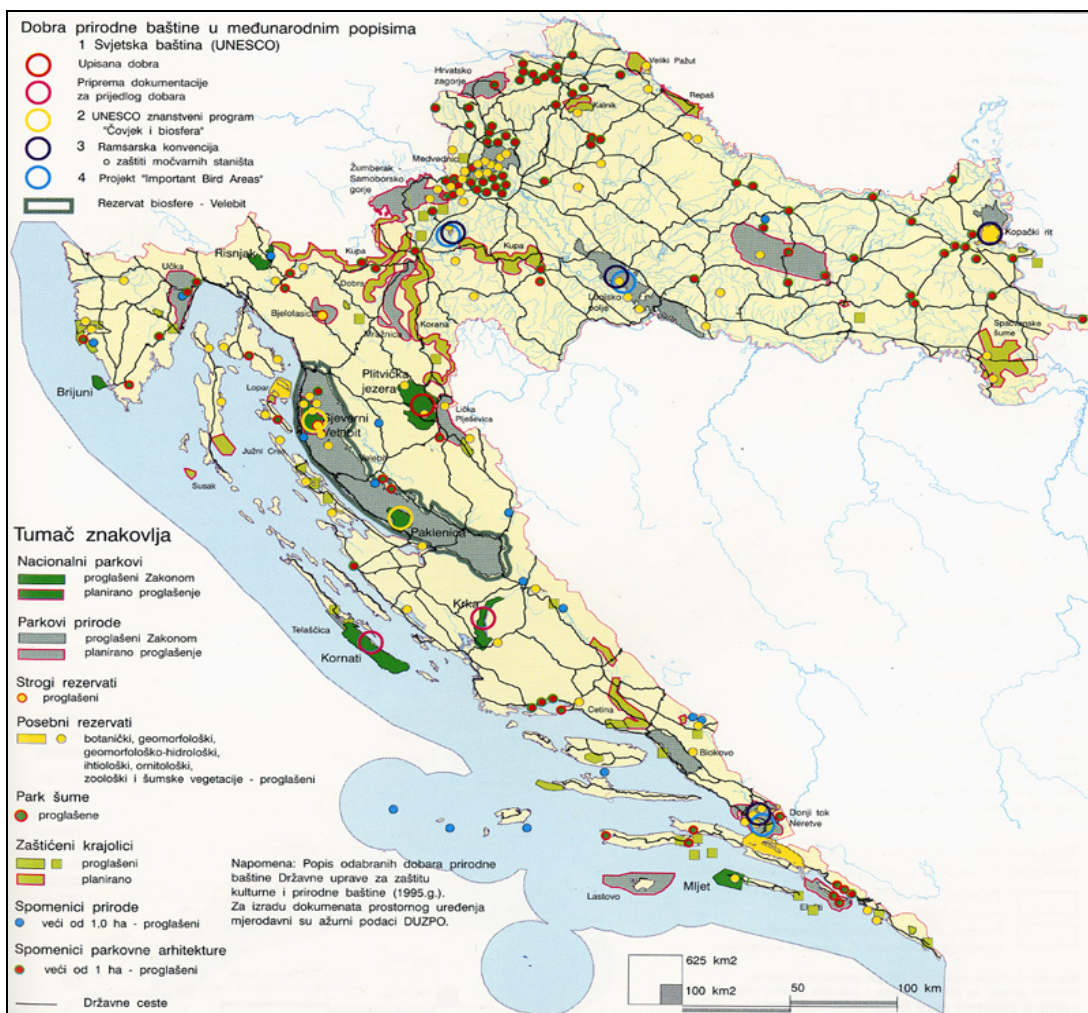 Dobra prirodne baštine u međunarodnim popisima
1 Svjetska baština (UNESCO)
Upisana dobra
Priprema dokumentacije
za prijedlog dobara
2 UNESCO znanstveni program
"Čovjek i biosfera"
3 Ramsarska konvencija
o zaštiti močvarnih staništa
4 Projekt "Important Bird Areas"
Rezervat biosfere - Velebit
Hrvatsko
zagorje
Veliki Pažut
Repaš
Kalnik
Medvednica
Žumberak -
Samoborsko
gorje
Kopački rit
Risnjak
Učka
Kupa
Kupa
Dobra
Lonjsko
polje
Bjelolasica
Mrežnica
Korana
Spačvanske
šume
Brijuni
Lopar
Plitvička
jezera
Lička
Plješevica
Sjeverni
Velebit
Velebit
Južni Cres
Susak
Paklenica
Tumač znakovlja
Nacionalni parkovi
proglašeni Zakonom
planirano proglašenje
Krka
Parkovi prirode
proglašeni Zakonom
planirano proglašenje
Telašćica
Kornati
Strogi rezervati
proglašeni
Posebni rezervati
botanički, geomorfološki,
geomorfološko-hidrološki,
ihtiološki, ornitološki,
zoološki i šumske vegetacije - proglašeni
Cetina
Biokovo
Park šume
proglašene
Donji tok
Neretve
Zaštićeni krajolici
proglašeni
planirano
Napomena: Popis odabranih dobara prirodne
baštine Državne uprave za zaštitu
kulturne i prirodne baštine (1995.g.).
Za izradu dokumenata prostornog uređenja
mjerodavni su ažurni podaci DUZPO.
Lastovo
Mljet
Elafiti
Spomenici prirode
veći od 1,0 ha - proglašeni
Spomenici parkovne arhitekture
veći od 1 ha - proglašeni
Državne ceste
625 km2
100 km2
50
100 km